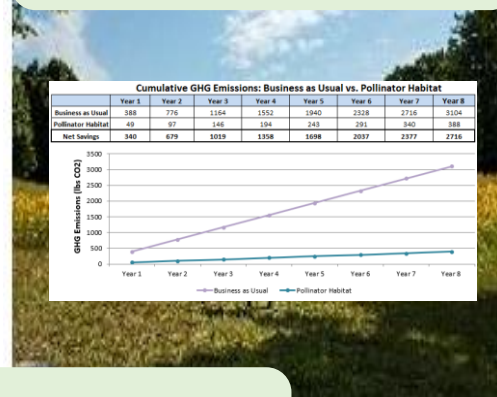 Cumulative GHG Emissions: Business as Usual vs. Pollinator Habitat
Year 1 Year 2 Year 3 Year 4 Year 5 Year 6 Year 7 Year 8
Business as Usual 388 776 1164 1552 1940 2328 2716 3104
Pollinator Habitat 49 97 146 194 243 291 340 388
Net Savings 340 679 1019 1358 1698 2037 2377 2716
GHG Emissions (lbs CO2)
3500
3000
2500
2000
1500
1000
500
0
Year 1 Year 2 Year 3 Year 4 Year 5 Year 6 Year 7 Year 8
Business as Usual Pollinator Habitat